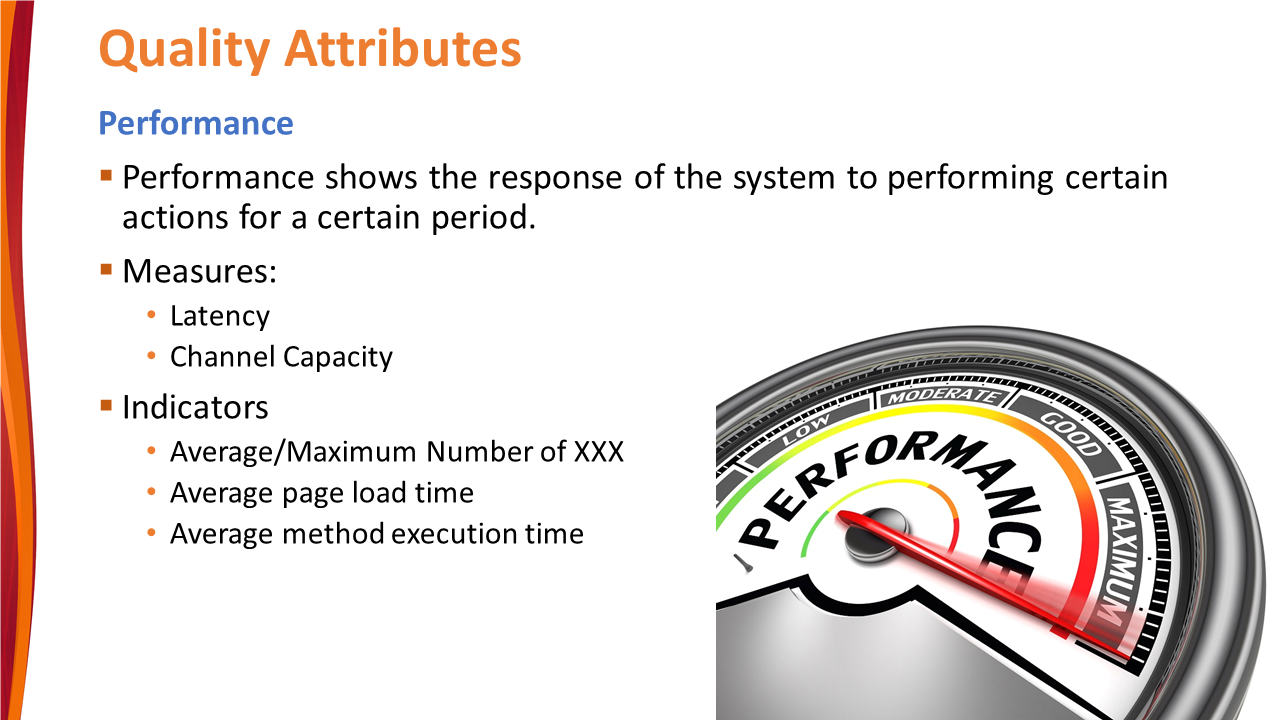 Quality Attributes
Performance
▪ Performance shows the response of the system to performing certain
actions for a certain period.
▪ Measures:
• Latency
• Channel Capacity
▪ Indicators
• Average/Maximum Number of XXX
• Average page load time
• Average method execution time
LOW
MODERATE
GOOD
MAXIMUM
PERFORMANCE